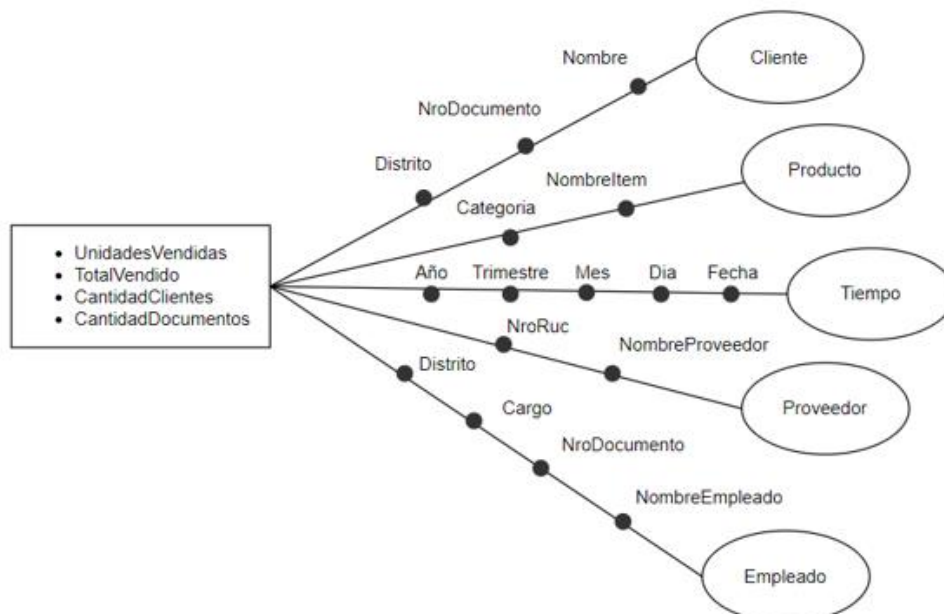 Nombre
Cliente
NroDocumento
Distrito
NombreItem
Producto
Categoria
• UnidadesVendidas
• TotalVendido
• CantidadClientes
• CantidadDocumentos
Año Trimestre Mes Dia Fecha
Tiempo
NroRuc
NombreProveedor
Distrito
Proveedor
Cargo
NroDocumento
NombreEmpleado
Empleado